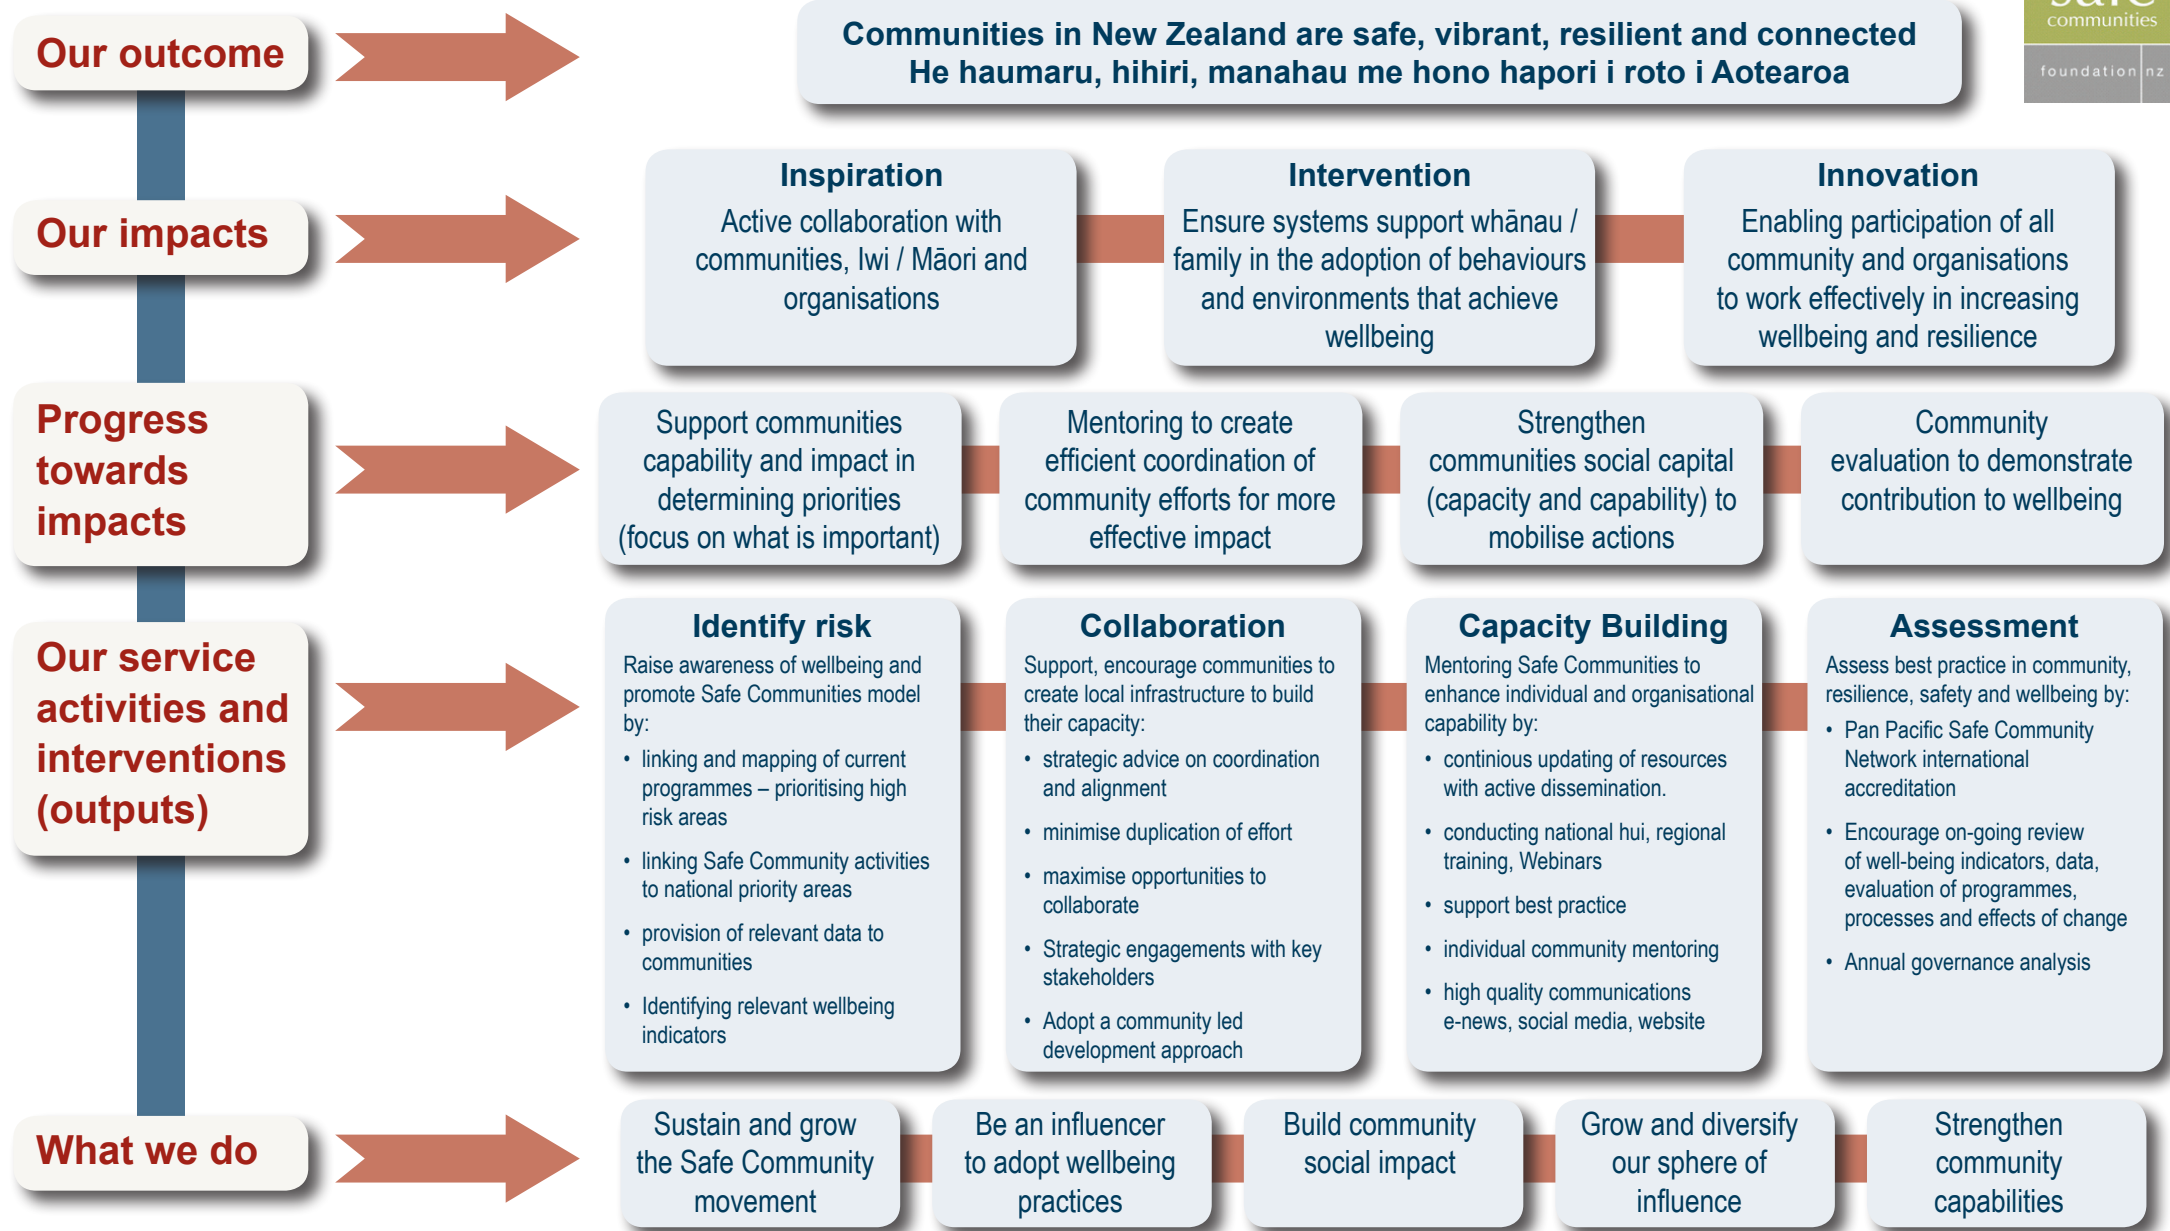 Our outcome
Communities in New Zealand are safe, vibrant, resilient and connected
He haumaru, hihiri, manahau me hono hapori i roto i Aotearoa
safe
communities
foundation nz
Our impacts
Inspiration
Active collaboration with
communities, Iwi / Māori and
organisations
Intervention
Ensure systems support whānau /
family in the adoption of behaviours
and environments that achieve
wellbeing
Innovation
Enabling participation of all
community and organisations
to work effectively in increasing
wellbeing and resilience
Progress
towards
impacts
Support communities
capability and impact in
determining priorities
(focus on what is important)
Mentoring to create
efficient coordination of
community efforts for more
effective impact
Strengthen
communities social capital
(capacity and capability) to
mobilise actions
Community
evaluation to demonstrate
contribution to wellbeing
Our service
activities and
interventions
(outputs)
Identify risk
Raise awareness of wellbeing and
promote Safe Communities model
by:
• linking and mapping of current
programmes – prioritising high
risk areas
• linking Safe Community activities
to national priority areas
• provision of relevant data to
communities
• Identifying relevant wellbeing
indicators
Collaboration
Support, encourage communities to
create local infrastructure to build
their capacity:
• strategic advice on coordination
and alignment
• minimise duplication of effort
• maximise opportunities to
collaborate
• Strategic engagements with key
stakeholders
• Adopt a community led
development approach
Capacity Building
Mentoring Safe Communities to
enhance individual and organisational
capability by:
• continious updating of resources
with active dissemination.
• conducting national hui, regional
training, Webinars
• support best practice
• individual community mentoring
• high quality communications
e-news, social media, website
Assessment
Assess best practice in community,
resilience, safety and wellbeing by:
• Pan Pacific Safe Community
Network international
accreditation
• Encourage on-going review
of well-being indicators, data,
evaluation of programmes,
processes and effects of change
• Annual governance analysis
What we do
Sustain and grow
the Safe Community
movement
Be an influencer
to adopt wellbeing
practices
Build community
social impact
Grow and diversify
our sphere of
influence
Strengthen
community
capabilities